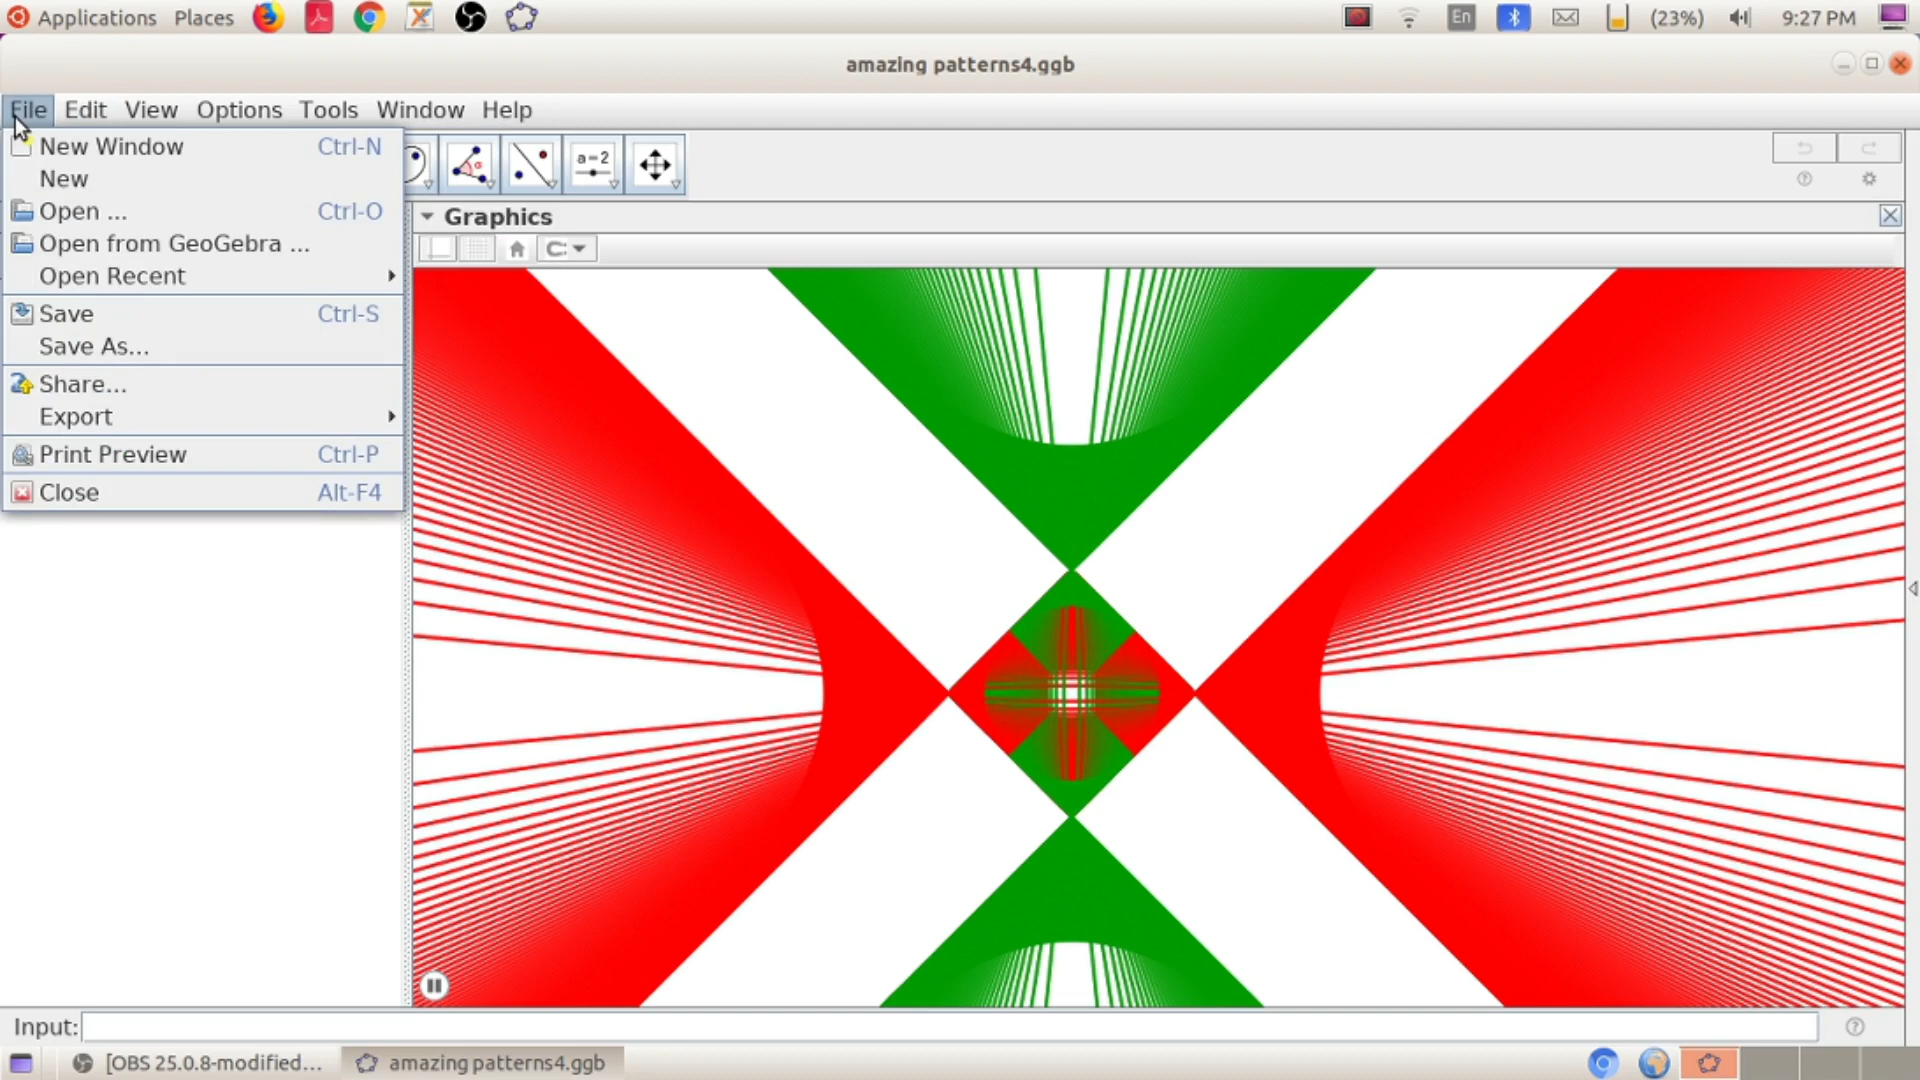 Applications Places En (23%) 9:27 PM
amazing patterns4.ggb
File Edit View Options Tools Window Help
New Window Ctrl-N
New
Open ... Ctrl-O
Open from GeoGebra ...
Open Recent
Save Ctrl-S
Save As...
Share...
Export
Print Preview Ctrl-P
Close Alt-F4
a=2
Graphics
Input:
[OBS 25.0.8-modified... amazing patterns4.ggb